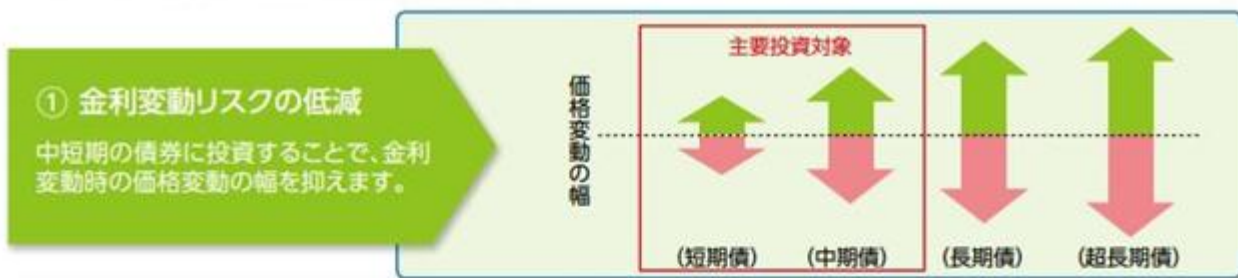 ① 金利変動リスクの低減
中短期の債券に投資することで、金利
変動時の価格変動の幅を抑えます。
主要投資対象
価格変動の幅
(短期債)
(中期債)
(長期債)
(超長期債)